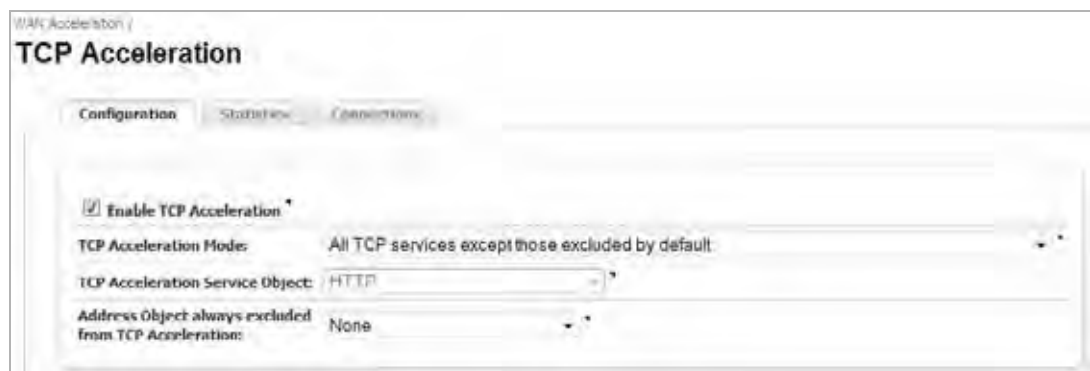 WAN Acceleration /
TCP Acceleration
Configuration Statistics Connections
Enable TCP Acceleration *
TCP Acceleration Mode: All TCP services except those excluded by default *
TCP Acceleration Service Object: HTTP *
Address Object always excluded
from TCP Acceleration: None *